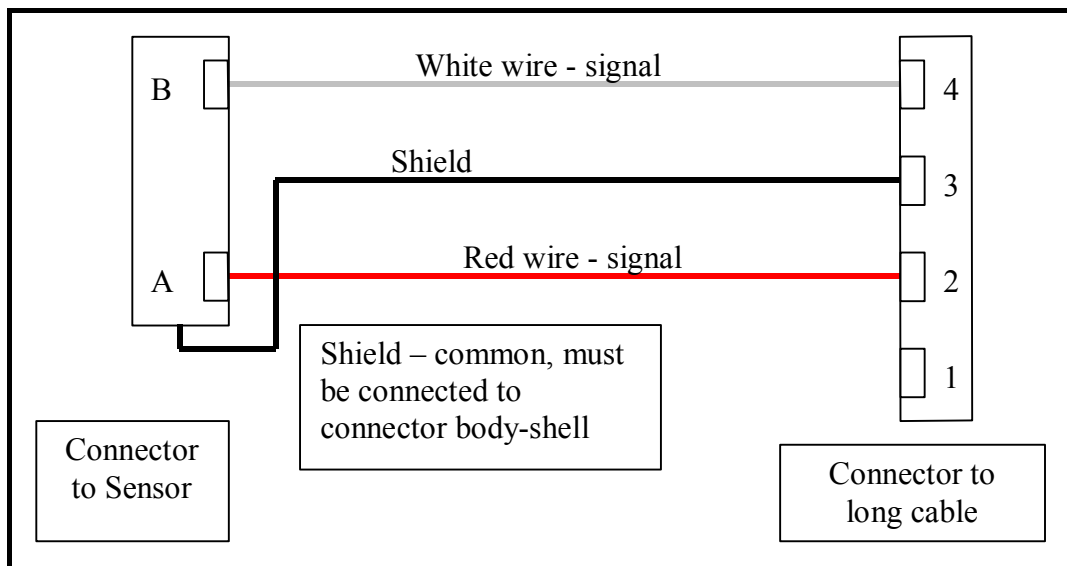 White wire - signal
B
4
Shield
3
Red wire - signal
A
2
Shield – common, must
be connected to
connector body-shell
1
Connector
to Sensor
Connector to
long cable